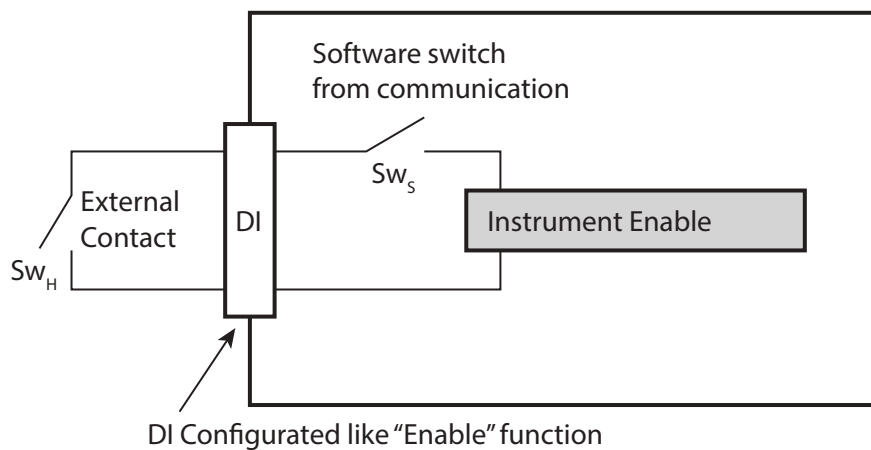 Software switch
from communication
Sw_S
External
Contact
DI
Instrument Enable
Sw_H
DI Configurated like “Enable” function